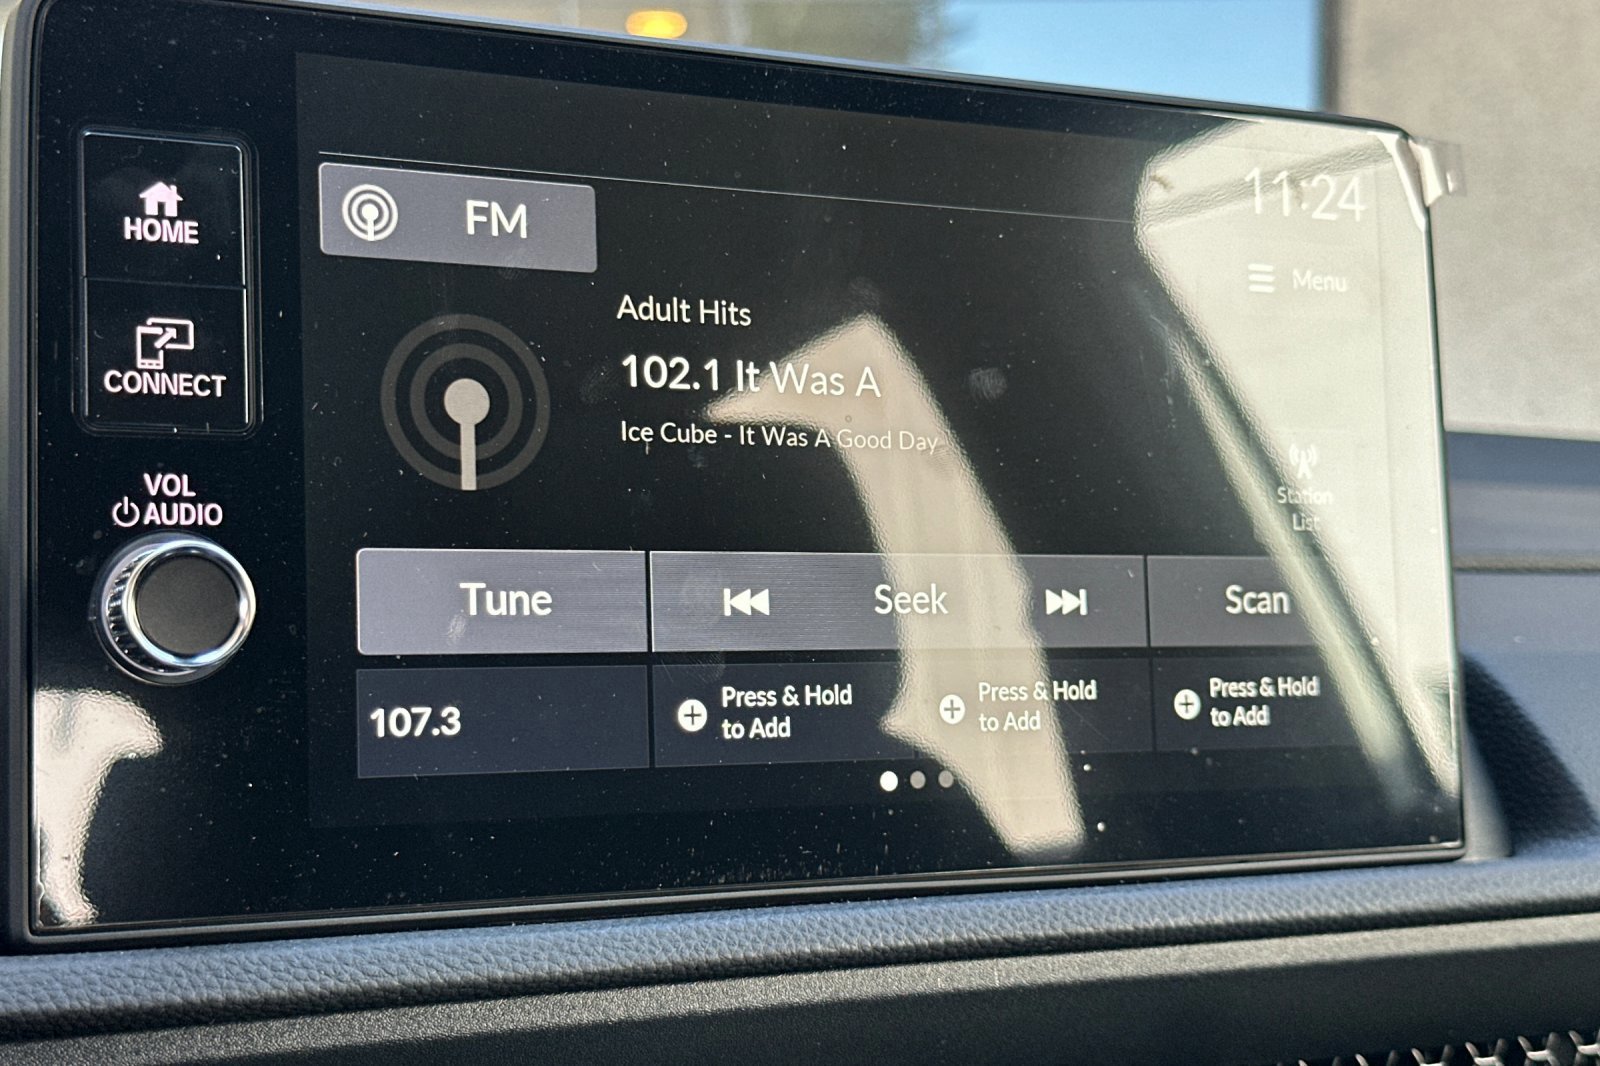 HOME
CONNECT
VOL
AUDIO
FM
11:24
Menu
Adult Hits
102.1 It Was A
Ice Cube - It Was A Good Day
Station
List
Tune
Seek
Scan
107.3
Press & Hold
to Add
Press & Hold
to Add
Press & Hold
to Add